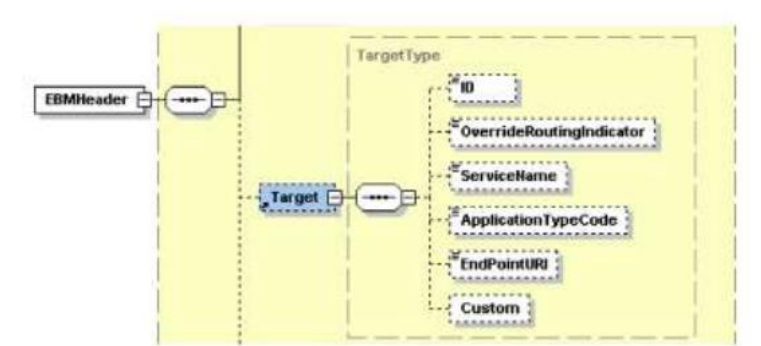 TargetType
ID
EBMHeader
OverrideRoutingIndicator
ServiceName
Target
ApplicationTypeCode
EndPointURI
Custom